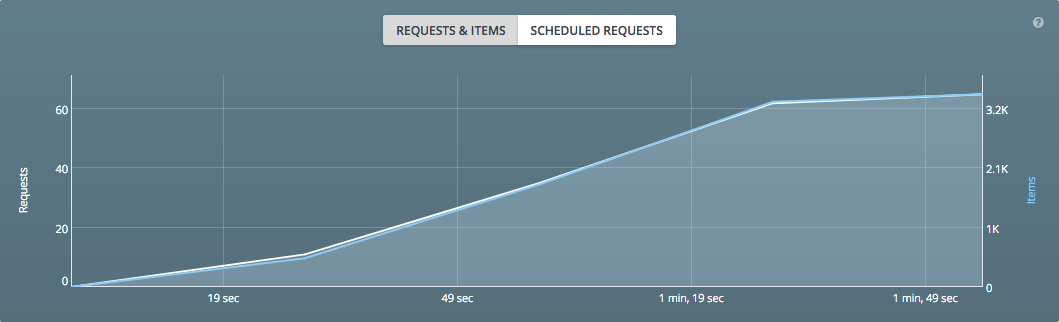 REQUESTS & ITEMS SCHEDULED REQUESTS
?
60
40
20
0
Requests
3.2K
2.1K
1K
0
Items
19 sec 49 sec 1 min, 19 sec 1 min, 49 sec